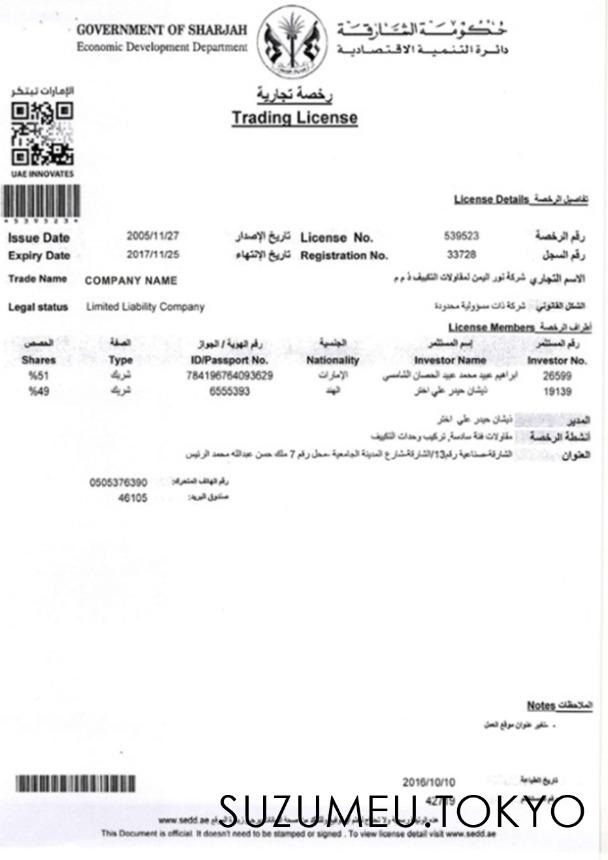 GOVERNMENT OF SHARJAH
Economic Development Department
حكومة الشارقة
دائرة التنمية الاقتصادية
الإمارات تبتكر
UAE INNOVATES
رخصة تجارية
Trading License
License Details تفاصيل الرخصة
*539523*
Issue Date 2005/11/27 تاريخ الإصدار License No. 539523 رقم الرخصة
Expiry Date 2017/11/25 تاريخ الإنتهاء Registration No. 33728 رقم السجل
Trade Name COMPANY NAME شركة نور اليمن لمقاولات التكييف ذ م م الاسم التجاري
Legal status Limited Liability Company شركة ذات مسؤولية محدودة الشكل القانوني
License Members أطراف الرخصة
الحصص الصفة رقم الهوية / الجواز الجنسية إسم المستثمر رقم المستثمر
Shares Type ID/Passport No. Nationality Investor Name Investor No.
%51 شريك 784196764093629 الإمارات ابراهيم عبيد محمد عبيد الحصان الشامسي 26599
%49 شريك 6555393 الهند ذيشان حيدر علي اختر 19139
المدير ذيشان حيدر علي اختر
أنشطة الرخصة مقاولات فئة سادسة, تركيب وحدات التكييف
العنوان الشارقة-صناعية رقم13/الشارقة-شارع المدينة الجامعية -محل رقم 7 ملك حسن عبدالله محمد الرئيس
رقم الهاتف المتحرك: 0505376390
صندوق البريد: 46105
Notes الملاحظات
- تغير عنوان موقع العمل
2016/10/10 تاريخ الطباعة
SUZUMEU.TOKYO
www.sedd.ae
This Document is official. It doesn't need to be stamped or signed . To view license detail visit www.sedd.ae